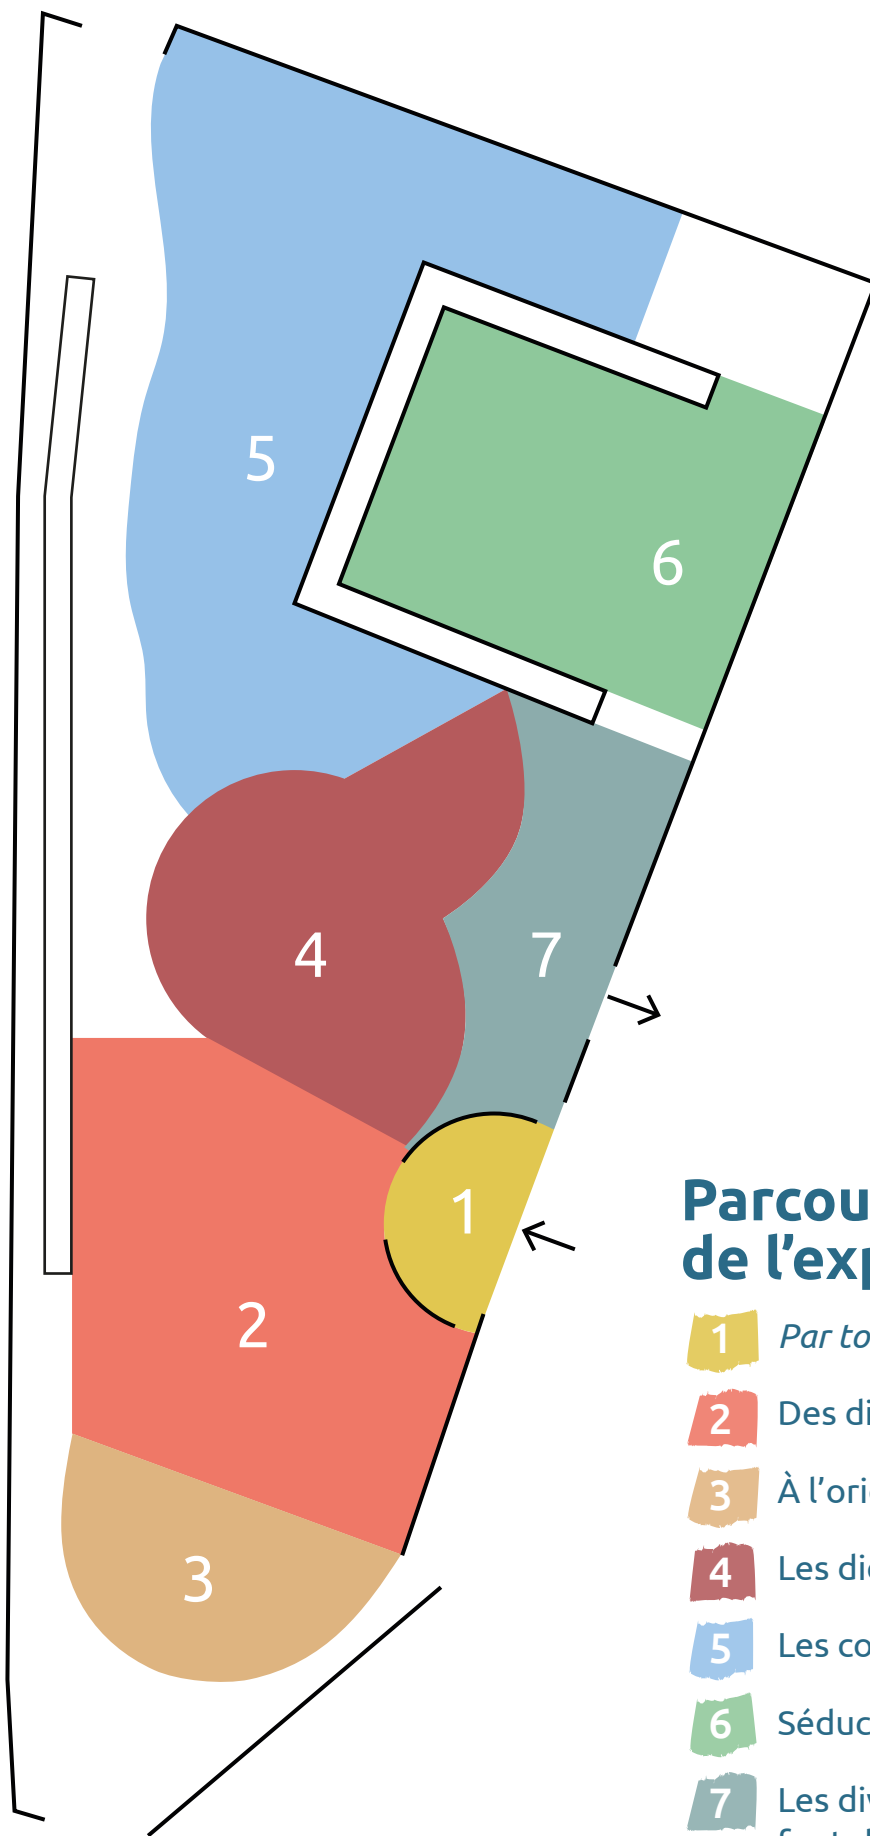 5
6
4
7
1
2
3
Parcou
de l'exp
1 Par to
2 Des di
3 À l'ori
4 Les die
5 Les co
6 Séduc
7 Les div